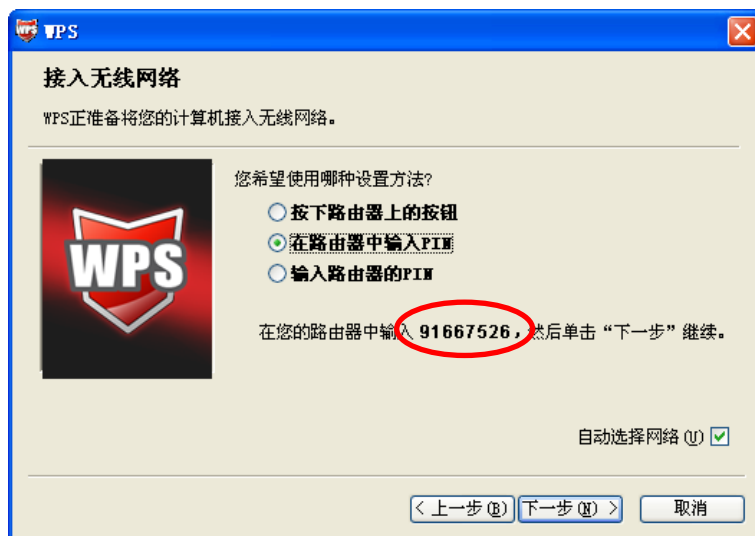 WPS
接入无线网络
WPS正准备将您的计算机接入无线网络。
WPS
您希望使用哪种设置方法?
按下路由器上的按钮
在路由器中输入PIN
输入路由器的PIN
在您的路由器中输入 91667526，然后单击“下一步”继续。
自动选择网络(U)
< 上一步(B) 下一步(N) > 取消